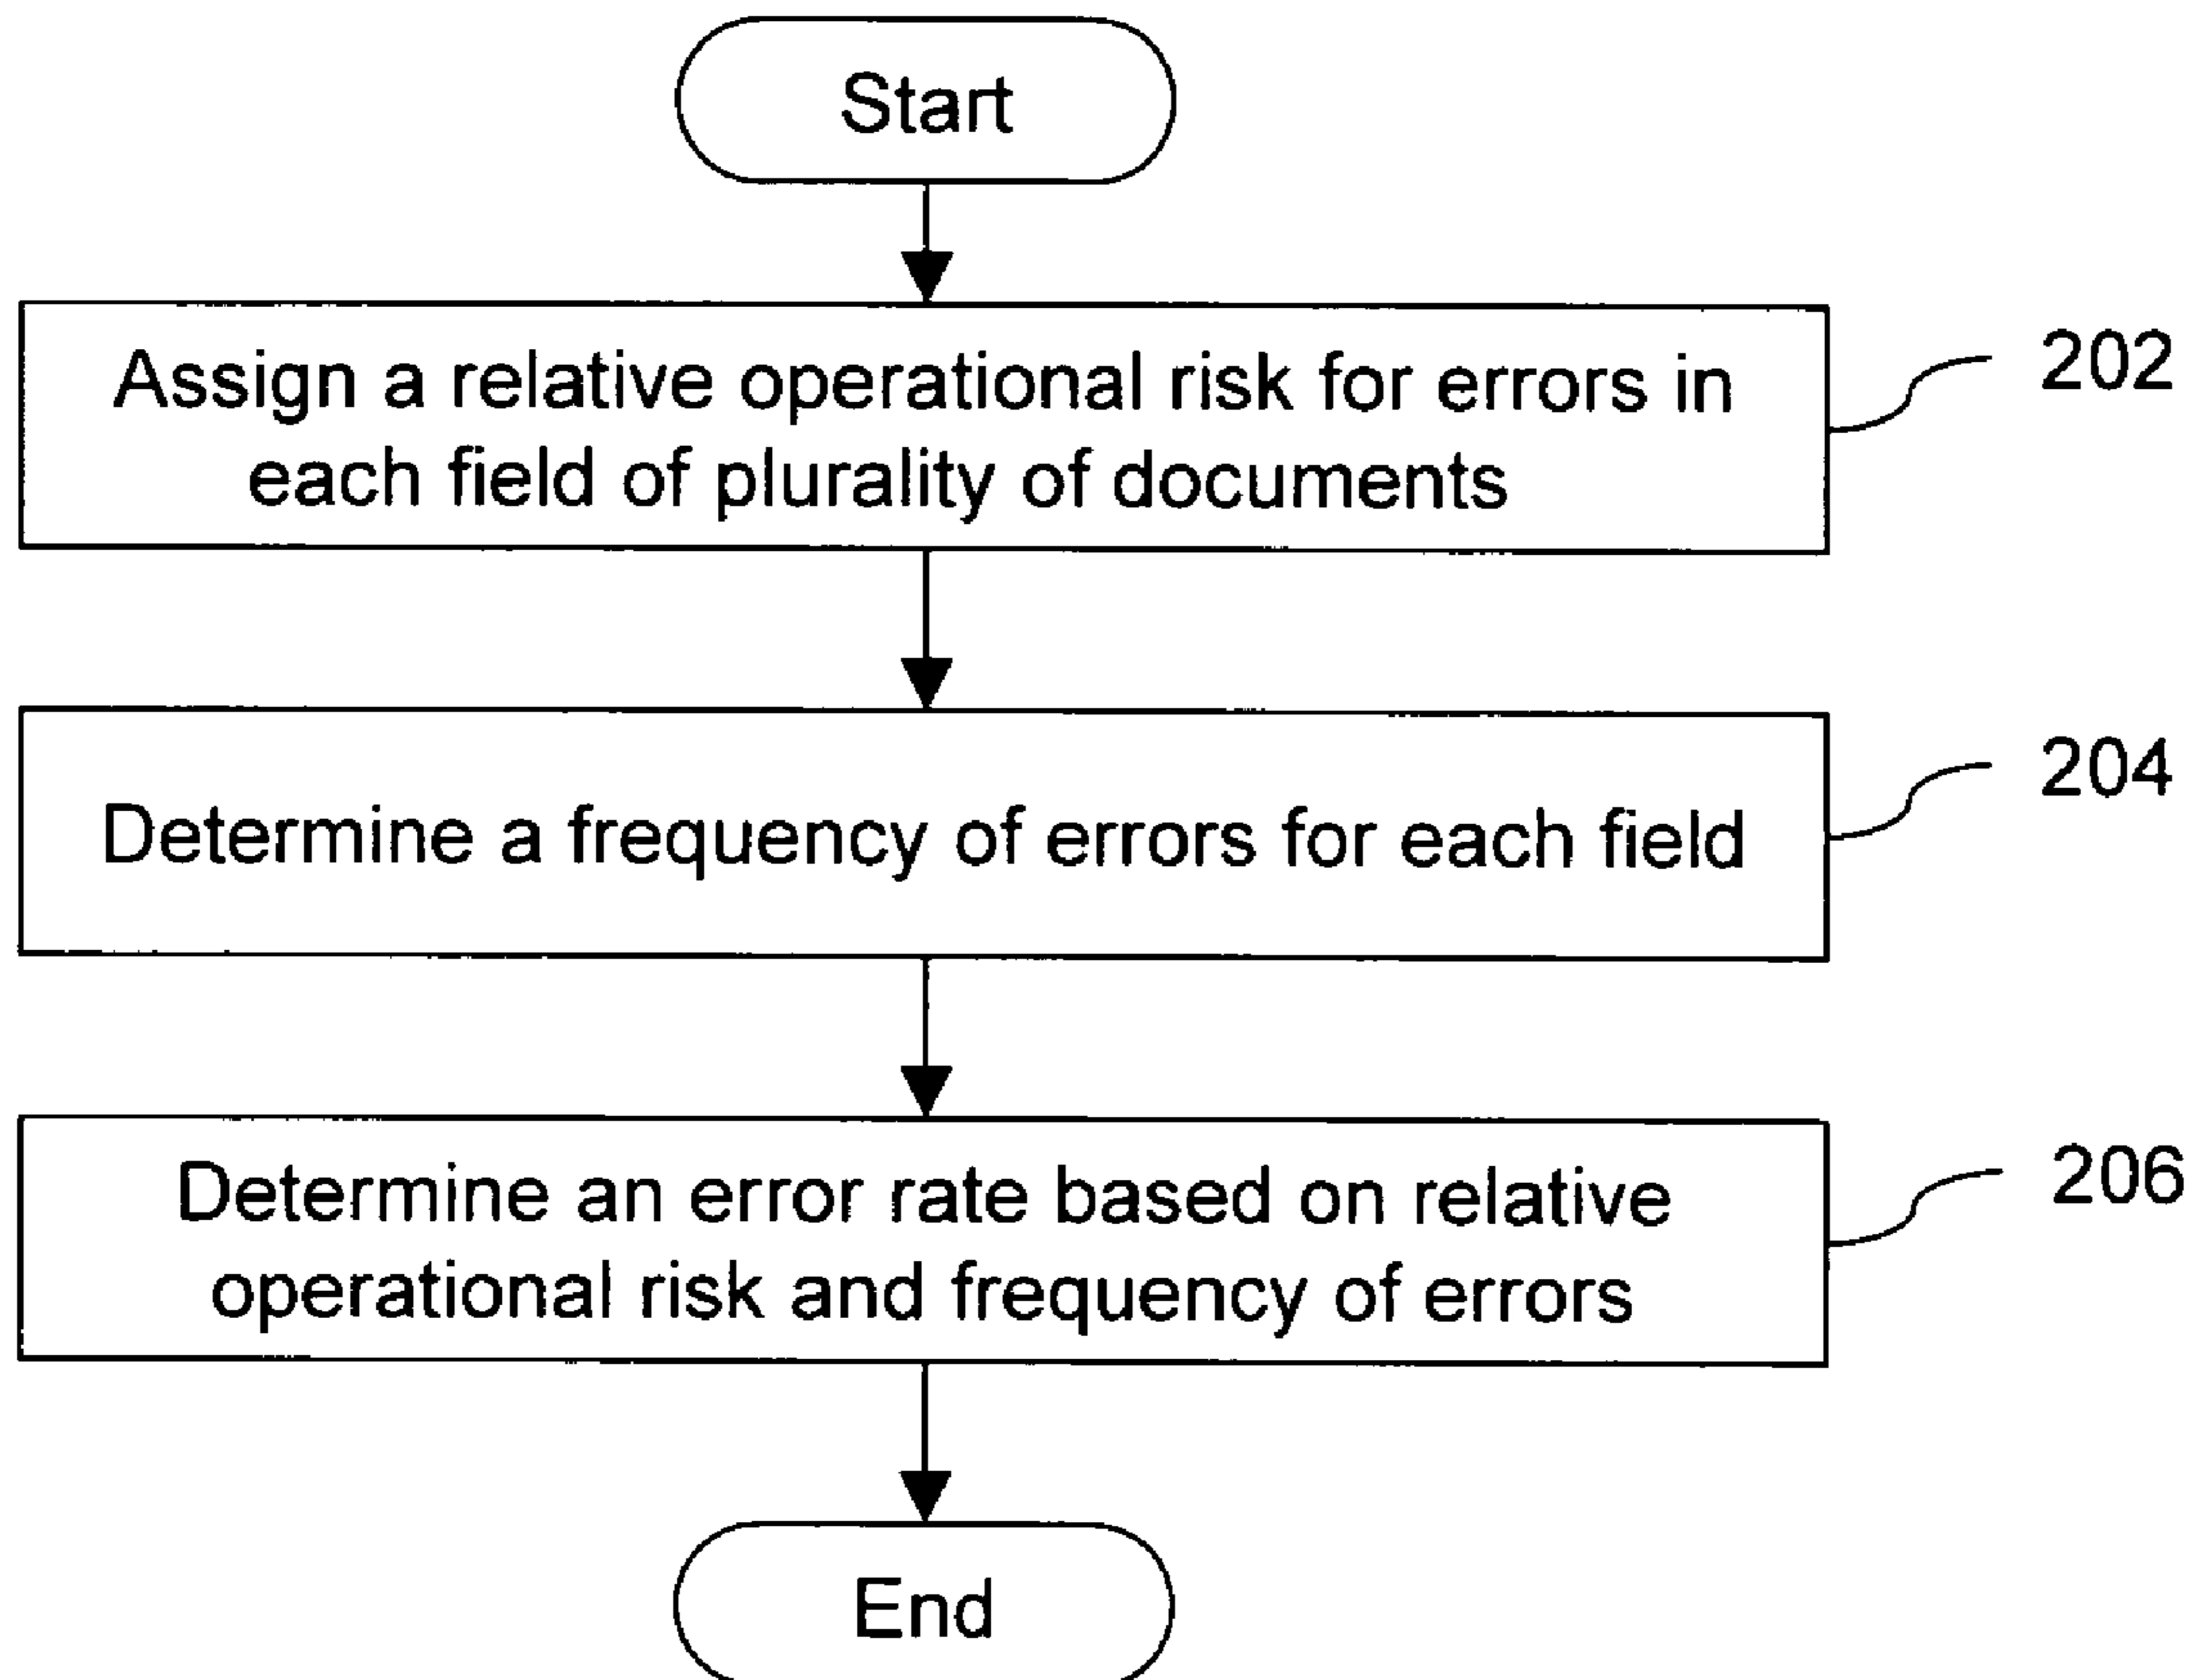 Start
Assign a relative operational risk for errors in
each field of plurality of documents
202
Determine a frequency of errors for each field
204
Determine an error rate based on relative
operational risk and frequency of errors
206
End